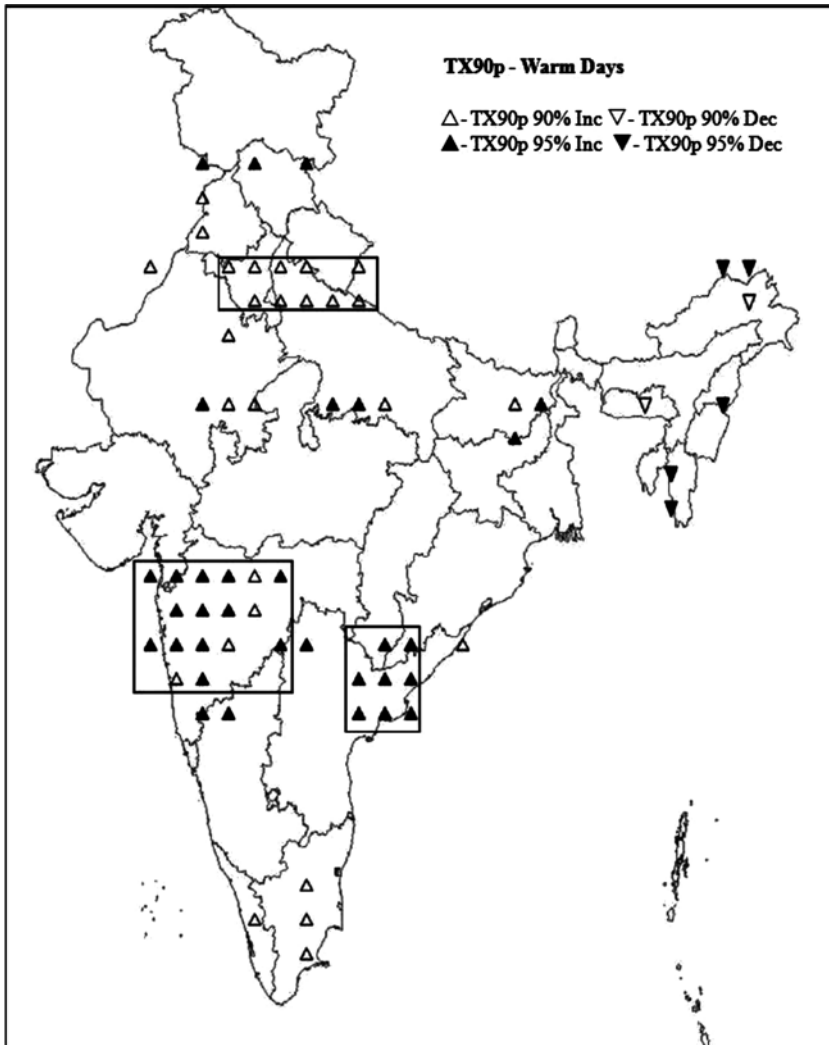 TX90p - Warm Days
△- TX90p 90% Inc ▽- TX90p 90% Dec
▲- TX90p 95% Inc ▼- TX90p 95% Dec